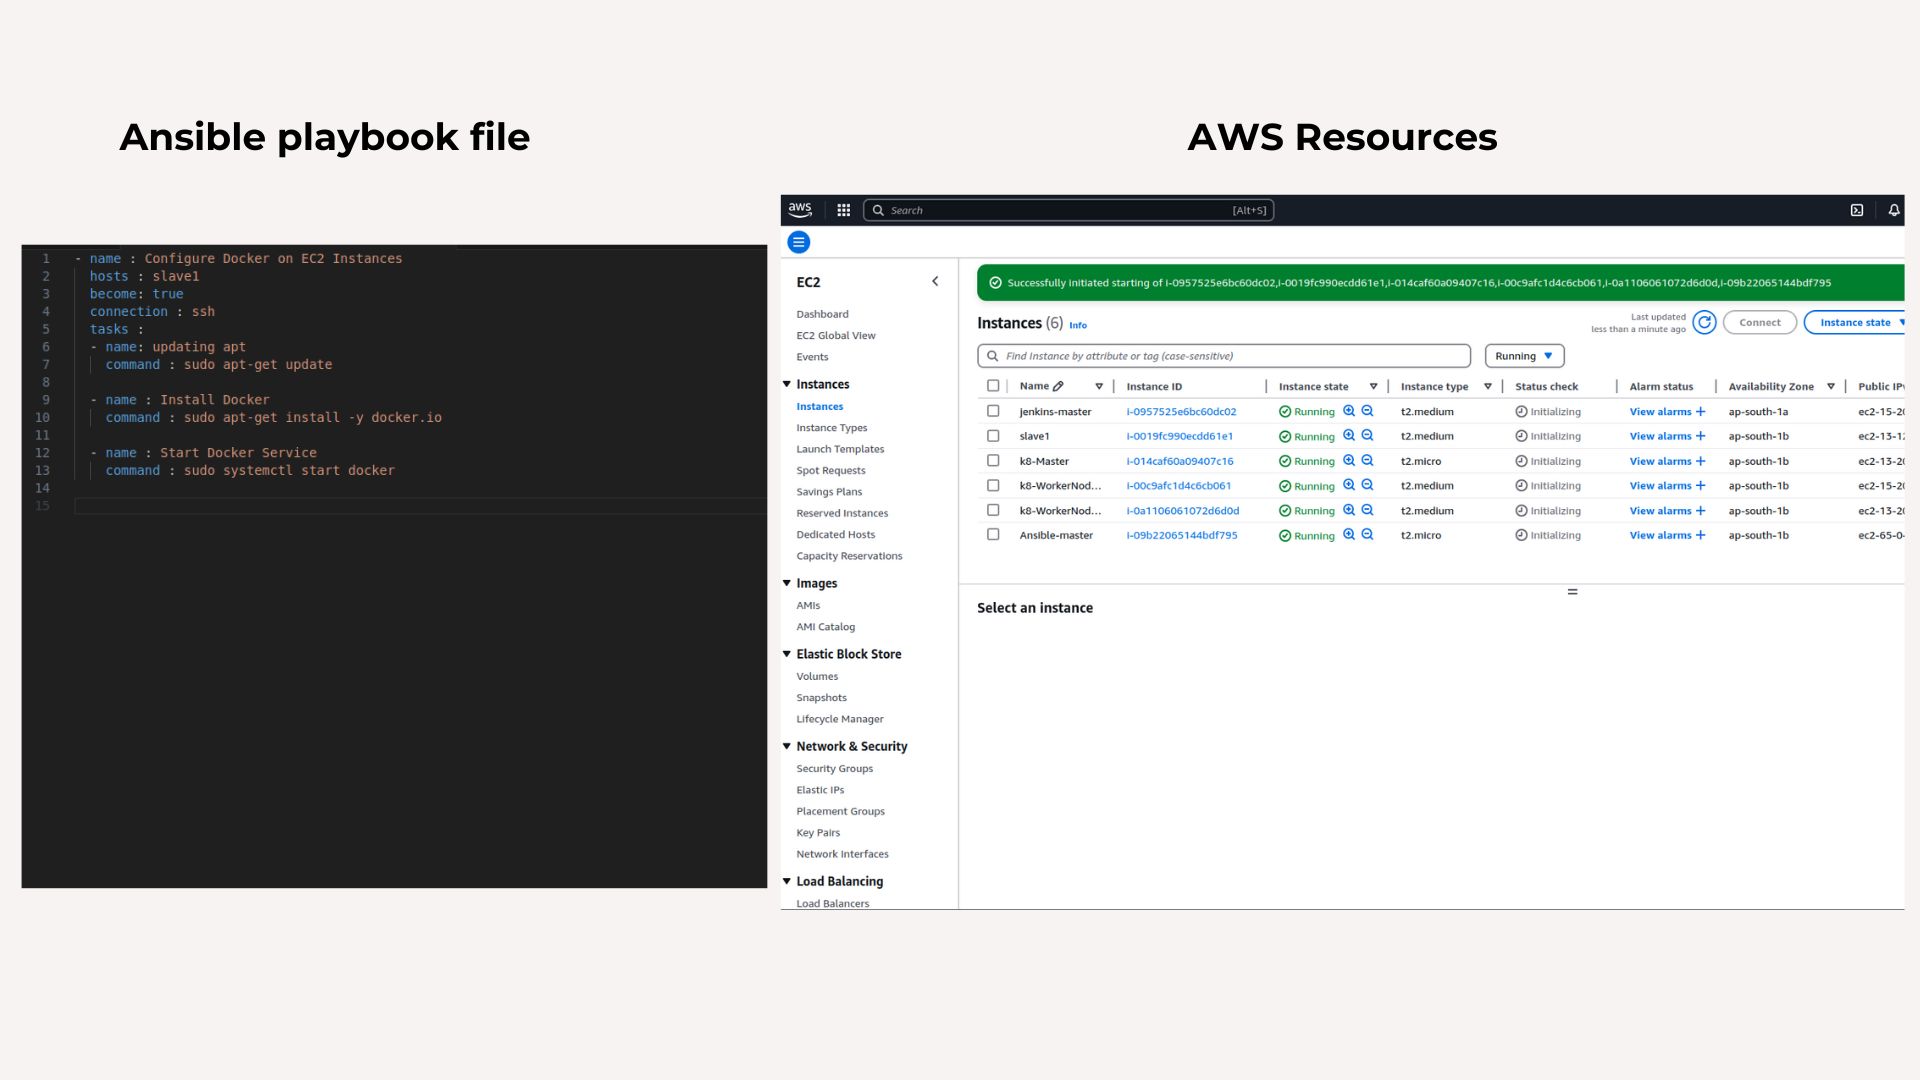 Ansible playbook file
AWS Resources
1 - name : Configure Docker on EC2 Instances
2 hosts : slave1
3 become: true
4 connection : ssh
5 tasks :
6 - name: updating apt
7 command : sudo apt-get update
8
9 - name : Install Docker
10 command : sudo apt-get install -y docker.io
11
12 - name : Start Docker Service
13 command : sudo systemctl start docker
14
15
aws Search [Alt+S]
EC2
Dashboard
EC2 Global View
Events
Instances
Instances
Instance Types
Launch Templates
Spot Requests
Savings Plans
Reserved Instances
Dedicated Hosts
Capacity Reservations
Images
AMIs
AMI Catalog
Elastic Block Store
Volumes
Snapshots
Lifecycle Manager
Network & Security
Security Groups
Elastic IPs
Placement Groups
Key Pairs
Network Interfaces
Load Balancing
Load Balancers
Successfully initiated starting of i-0957525e6bc60dc02,i-0019fc990ecdd61e1,i-014caf60a09407c16,i-00c9afc1d4c6cb061,i-0a1106061072d6d0d,i-09b22065144bdf795
Instances (6) Info
Last updated
less than a minute ago
Connect Instance state
Find Instance by attribute or tag (case-sensitive) Running
Name Instance ID Instance state Instance type Status check Alarm status Availability Zone Public IP
jenkins-master i-0957525e6bc60dc02 Running t2.medium Initializing View alarms + ap-south-1a ec2-15-20
slave1 i-0019fc990ecdd61e1 Running t2.medium Initializing View alarms + ap-south-1b ec2-13-1
k8-Master i-014caf60a09407c16 Running t2.micro Initializing View alarms + ap-south-1b ec2-13-20
k8-WorkerNod... i-00c9afc1d4c6cb061 Running t2.medium Initializing View alarms + ap-south-1b ec2-15-20
k8-WorkerNod... i-0a1106061072d6d0d Running t2.medium Initializing View alarms + ap-south-1b ec2-13-20
Ansible-master i-09b22065144bdf795 Running t2.micro Initializing View alarms + ap-south-1b ec2-65-0-
Select an instance